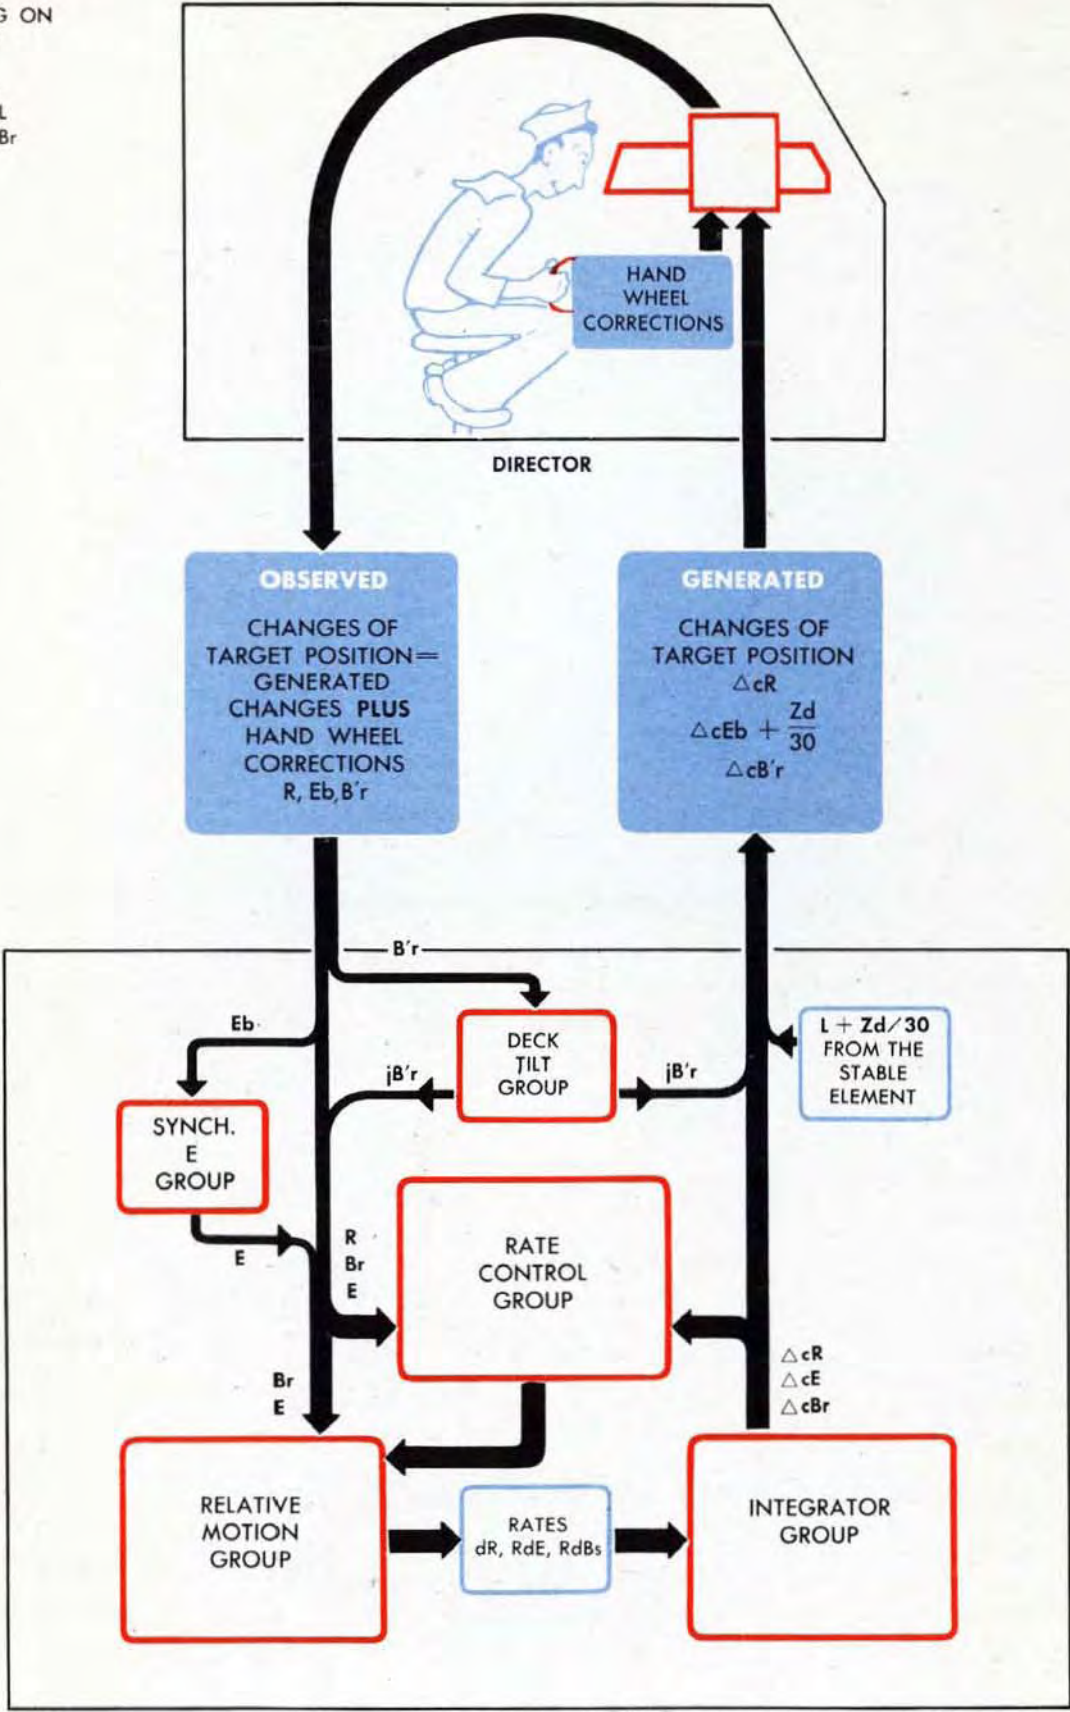 G ON
L
Br
HAND
WHEEL
CORRECTIONS
DIRECTOR
OBSERVED
CHANGES OF
TARGET POSITION=
GENERATED
CHANGES PLUS
HAND WHEEL
CORRECTIONS
R, Eb, B'r
GENERATED
CHANGES OF
TARGET POSITION
△cR
△cEb + Zd/30
△cB'r
B'r
Eb
DECK
TILT
GROUP
jB'r
jB'r
L + Zd/30
FROM THE
STABLE
ELEMENT
SYNCH.
E
GROUP
E
R
Br
E
RATE
CONTROL
GROUP
△cR
△cE
△cBr
Br
E
RELATIVE
MOTION
GROUP
RATES
dR, RdE, RdBs
INTEGRATOR
GROUP